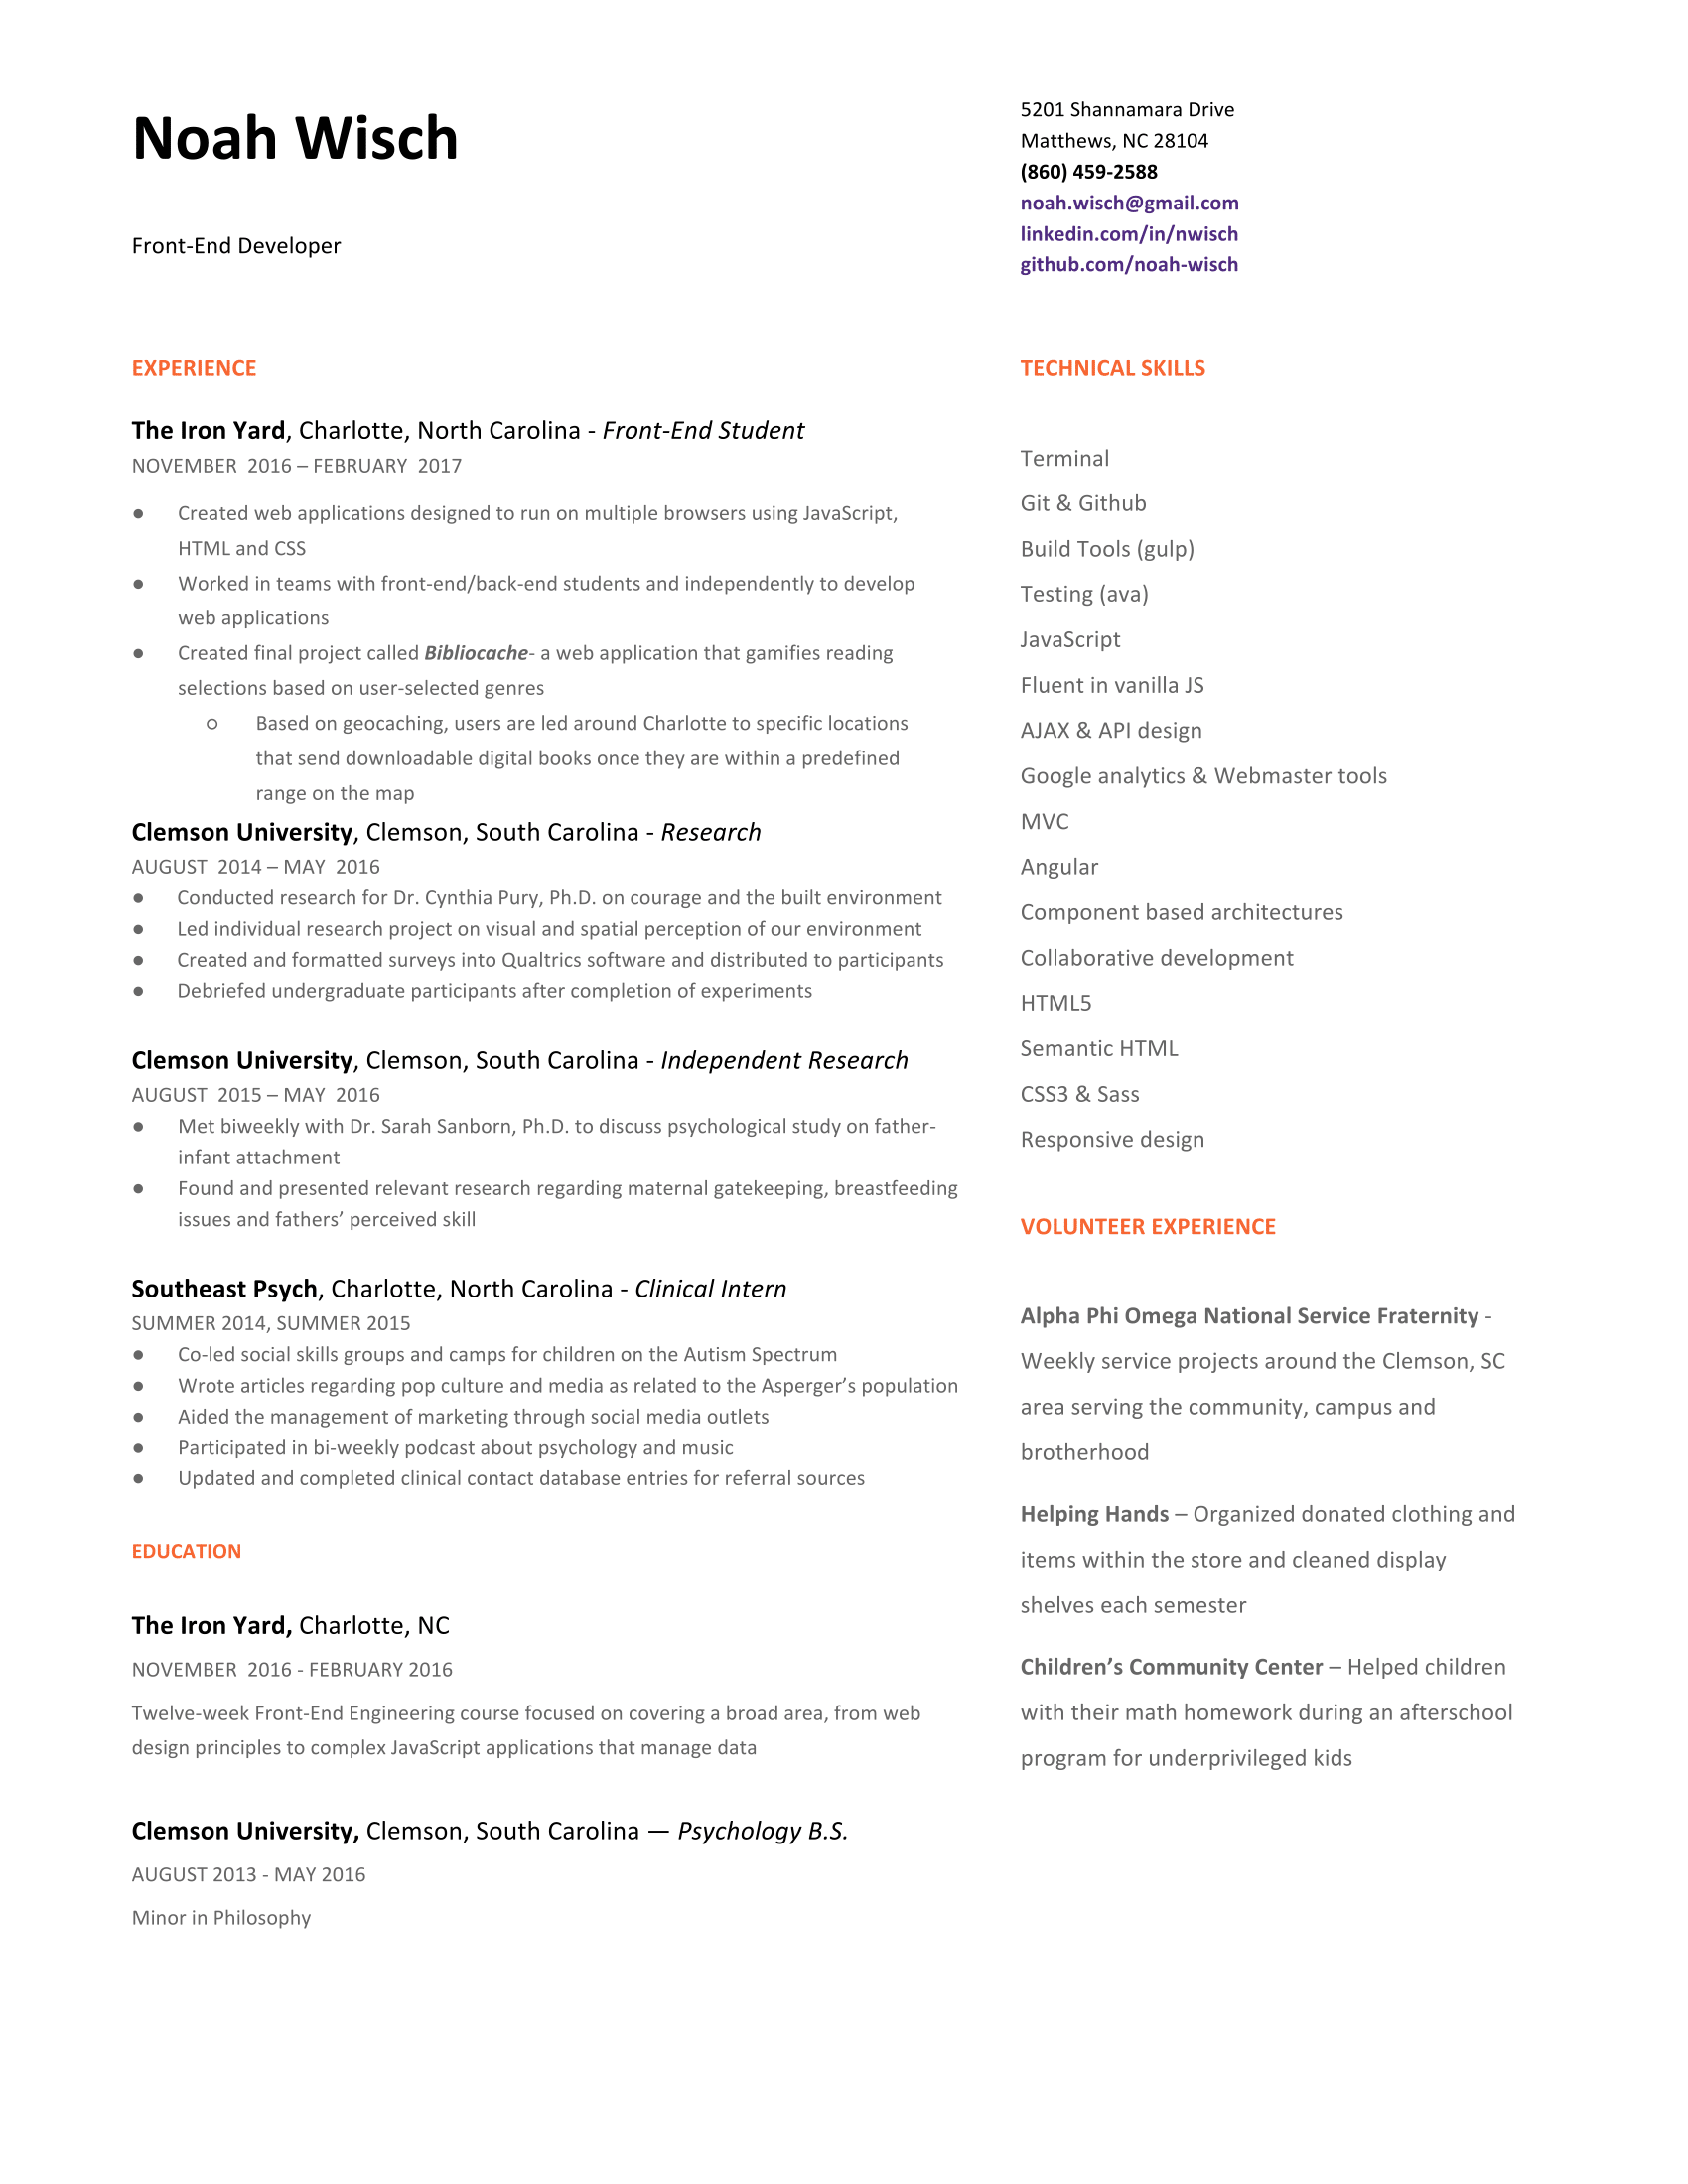 Noah Wisch
Front-End Developer
5201 Shannamara Drive
Matthews, NC 28104
(860) 459-2588
noah.wisch@gmail.com
linkedin.com/in/nwisch
github.com/noah-wisch
EXPERIENCE
The Iron Yard, Charlotte, North Carolina - Front-End Student
NOVEMBER 2016 – FEBRUARY 2017
● Created web applications designed to run on multiple browsers using JavaScript,
HTML and CSS
● Worked in teams with front-end/back-end students and independently to develop
web applications
● Created final project called Bibliocache- a web application that gamifies reading
selections based on user-selected genres
○ Based on geocaching, users are led around Charlotte to specific locations
that send downloadable digital books once they are within a predefined
range on the map
Clemson University, Clemson, South Carolina - Research
AUGUST 2014 – MAY 2016
● Conducted research for Dr. Cynthia Pury, Ph.D. on courage and the built environment
● Led individual research project on visual and spatial perception of our environment
● Created and formatted surveys into Qualtrics software and distributed to participants
● Debriefed undergraduate participants after completion of experiments
Clemson University, Clemson, South Carolina - Independent Research
AUGUST 2015 – MAY 2016
● Met biweekly with Dr. Sarah Sanborn, Ph.D. to discuss psychological study on father-
infant attachment
● Found and presented relevant research regarding maternal gatekeeping, breastfeeding
issues and fathers’ perceived skill
Southeast Psych, Charlotte, North Carolina - Clinical Intern
SUMMER 2014, SUMMER 2015
● Co-led social skills groups and camps for children on the Autism Spectrum
● Wrote articles regarding pop culture and media as related to the Asperger’s population
● Aided the management of marketing through social media outlets
● Participated in bi-weekly podcast about psychology and music
● Updated and completed clinical contact database entries for referral sources
EDUCATION
The Iron Yard, Charlotte, NC
NOVEMBER 2016 - FEBRUARY 2016
Twelve-week Front-End Engineering course focused on covering a broad area, from web
design principles to complex JavaScript applications that manage data
Clemson University, Clemson, South Carolina — Psychology B.S.
AUGUST 2013 - MAY 2016
Minor in Philosophy
TECHNICAL SKILLS
Terminal
Git & Github
Build Tools (gulp)
Testing (ava)
JavaScript
Fluent in vanilla JS
AJAX & API design
Google analytics & Webmaster tools
MVC
Angular
Component based architectures
Collaborative development
HTML5
Semantic HTML
CSS3 & Sass
Responsive design
VOLUNTEER EXPERIENCE
Alpha Phi Omega National Service Fraternity -
Weekly service projects around the Clemson, SC
area serving the community, campus and
brotherhood
Helping Hands – Organized donated clothing and
items within the store and cleaned display
shelves each semester
Children’s Community Center – Helped children
with their math homework during an afterschool
program for underprivileged kids